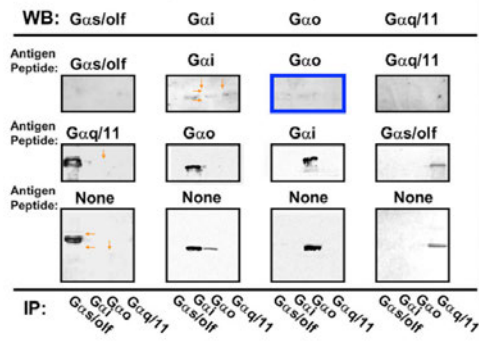 WB: Gαs/olf Gαi Gαo Gαq/11
Antigen Peptide: Gαs/olf Gαi Gαo Gαq/11
Antigen Peptide: Gαq/11 Gαo Gαi Gαs/olf
Antigen Peptide: None None None None
IP: Gαs/olf Gαi Gαo Gαq/11 Gαs/olf Gαi Gαo Gαq/11 Gαs/olf Gαi Gαo Gαq/11 Gαs/olf Gαi Gαo Gαq/11